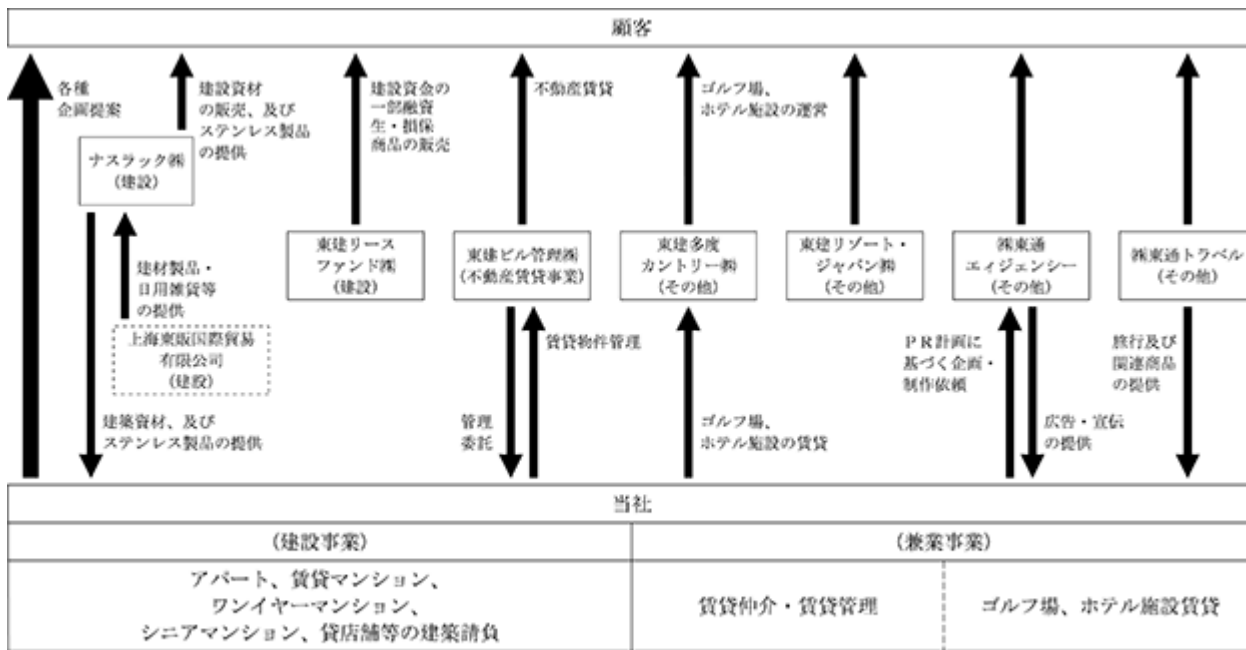 顧客
各種
企画提案
建設資材
の販売、及び
ステンレス製品
の提供
建設資金の
一部融資
生・損保
商品の販売
不動産賃貸
ゴルフ場、
ホテル施設の運営
ナスラック㈱
(建設)
東建リース
ファンド㈱
(建設)
東建ビル管理㈱
(不動産賃貸事業)
東建多度
カントリー㈱
(その他)
東建リゾート・
ジャパン㈱
(その他)
㈱東通
エィジェンシー
(その他)
㈱東通トラベル
(その他)
建材製品・
日用雑貨等
の提供
上海東販国際貿易
有限公司
(建設)
建築資材、及び
ステンレス製品の提供
賃貸物件管理
管理
委託
ゴルフ場、
ホテル施設の賃貸
PR計画に
基づく企画・
制作依頼
広告・宣伝
の提供
旅行及び
関連商品
の提供
当社
(建設事業)
(兼業事業)
アパート、賃貸マンション、
ワンイヤーマンション、
シニアマンション、貸店舗等の建築請負
賃貸仲介・賃貸管理
ゴルフ場、ホテル施設賃貸